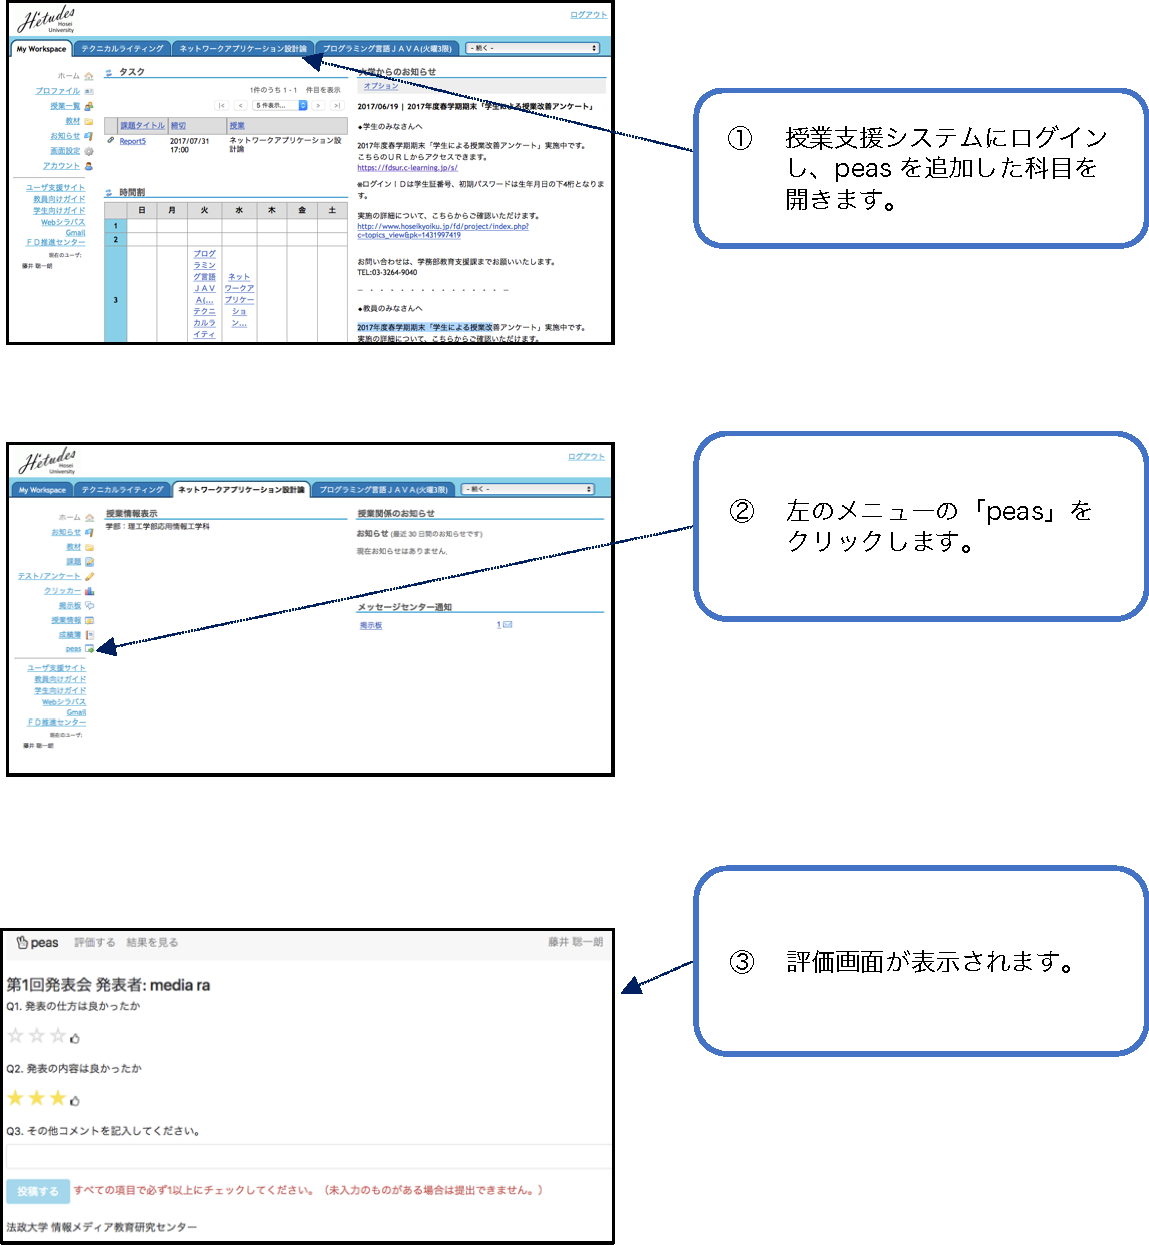 H'etudes
Hosei
University
ログアウト
My Workspace
テクニカルライティング
ネットワークアプリケーション設計論
プログラミング言語ＪＡＶＡ(火曜3限)
- 続く -
ホーム
プロファイル
授業一覧
教材
お知らせ
画面設定
アカウント
ユーザ支援サイト
教員向けガイド
学生向けガイド
Webシラバス
Gmail
ＦＤ推進センター
現在のユーザ:
藤井 聡一朗
タスク
1件のうち 1 - 1 件目を表示
|<
<
5 件表示...
>
>|
課題タイトル 締切 授業
Report5 2017/07/31 ネットワークアプリケーション設
17:00 計論
時間割
日 月 火 水 木 金 土
1
2
3
プログ
ラミン
グ言語
ＪＡＶ
Ａ(...
テクニ
カルラ
イティ
ネット
ワークア
プリケー
ショ
ン...
大学からのお知らせ
オプション
2017/06/19 | 2017年度春学期期末「学生による授業改善アンケート」
◆学生のみなさんへ
2017年度春学期期末「学生による授業改善アンケート」実施中です。
こちらのＵＲＬからアクセスできます。
https://fdsur.c-learning.jp/s/
※ログインＩＤは学生証番号、初期パスワードは生年月日の下4桁となりま
す。
実施の詳細について、こちらからご確認いただけます。
http://www.hoseikyoiku.jp/fd/project/index.php?
c=topics_view&pk=1431997419
お問い合わせは、学務部教育支援課までお願いいたします。
TEL:03-3264-9040
－ - - - - - - - - - - - - - －
◆教員のみなさんへ
2017年度春学期期末「学生による授業改善アンケート」実施中です。
実施の詳細について、こちらからご確認いただけます。
① 授業支援システムにログイン
し、peas を追加した科目を
開きます。
H'etudes
Hosei
University
ログアウト
My Workspace
テクニカルライティング
ネットワークアプリケーション設計論
プログラミング言語ＪＡＶＡ(火曜3限)
- 続く -
ホーム
お知らせ
教材
課題
テスト/アンケート
クリッカー
掲示板
授業情報
成績簿
peas
ユーザ支援サイト
教員向けガイド
学生向けガイド
Webシラバス
Gmail
ＦＤ推進センター
現在のユーザ:
藤井 聡一朗
授業情報表示
学部：理工学部応用情報工学科
授業関係のお知らせ
お知らせ (最近 30 日間のお知らせです)
現在お知らせはありません.
メッセージセンター通知
掲示板 1
② 左のメニューの「peas」を
クリックします。
peas 評価する 結果を見る 藤井 聡一朗
第1回発表会 発表者: media ra
Q1. 発表の仕方は良かったか
Q2. 発表の内容は良かったか
Q3. その他コメントを記入してください。
投稿する すべての項目で必ず1以上にチェックしてください。（未入力のものがある場合は提出できません。）
法政大学 情報メディア教育研究センター
③ 評価画面が表示されます。